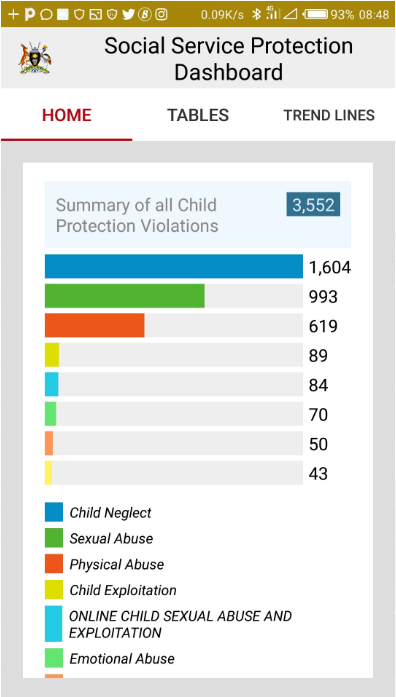 0.09K/s 4G 93% 08:48
Social Service Protection
Dashboard
HOME TABLES TREND LINES
Summary of all Child 3,552
Protection Violations
1,604
993
619
89
84
70
50
43
Child Neglect
Sexual Abuse
Physical Abuse
Child Exploitation
ONLINE CHILD SEXUAL ABUSE AND
EXPLOITATION
Emotional Abuse